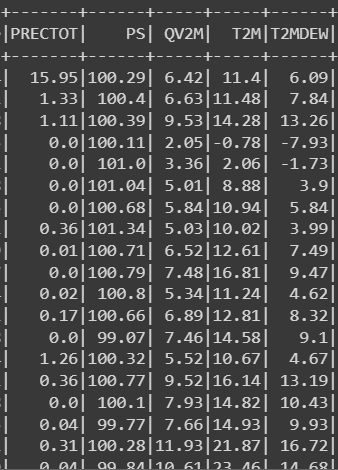 +-------+------+-----+-----+------+
|PRECTOT|    PS| QV2M|  T2M|T2MDEW|
+-------+------+-----+-----+------+
|  15.95|100.29| 6.42| 11.4|  6.09|
|   1.33| 100.4| 6.63|11.48|  7.84|
|   1.11|100.39| 9.53|14.28| 13.26|
|    0.0|100.11| 2.05|-0.78| -7.93|
|    0.0| 101.0| 3.36| 2.06| -1.73|
|    0.0|101.04| 5.01| 8.88|   3.9|
|    0.0|100.68| 5.84|10.94|  5.84|
|   0.36|101.34| 5.03|10.02|  3.99|
|   0.01|100.71| 6.52|12.61|  7.49|
|    0.0|100.79| 7.48|16.81|  9.47|
|   0.02| 100.8| 5.34|11.24|  4.62|
|   0.17|100.66| 6.89|12.81|  8.32|
|    0.0| 99.07| 7.46|14.58|   9.1|
|   1.26|100.32| 5.52|10.67|  4.67|
|   0.36|100.77| 9.52|16.14| 13.19|
|    0.0| 100.1| 7.93|14.82| 10.43|
|   0.04| 99.77| 7.66|14.93|  9.93|
|   0.31|100.28|11.93|21.87| 16.72|
|   0.04| 99.84|10.61|23.46| 14.68|